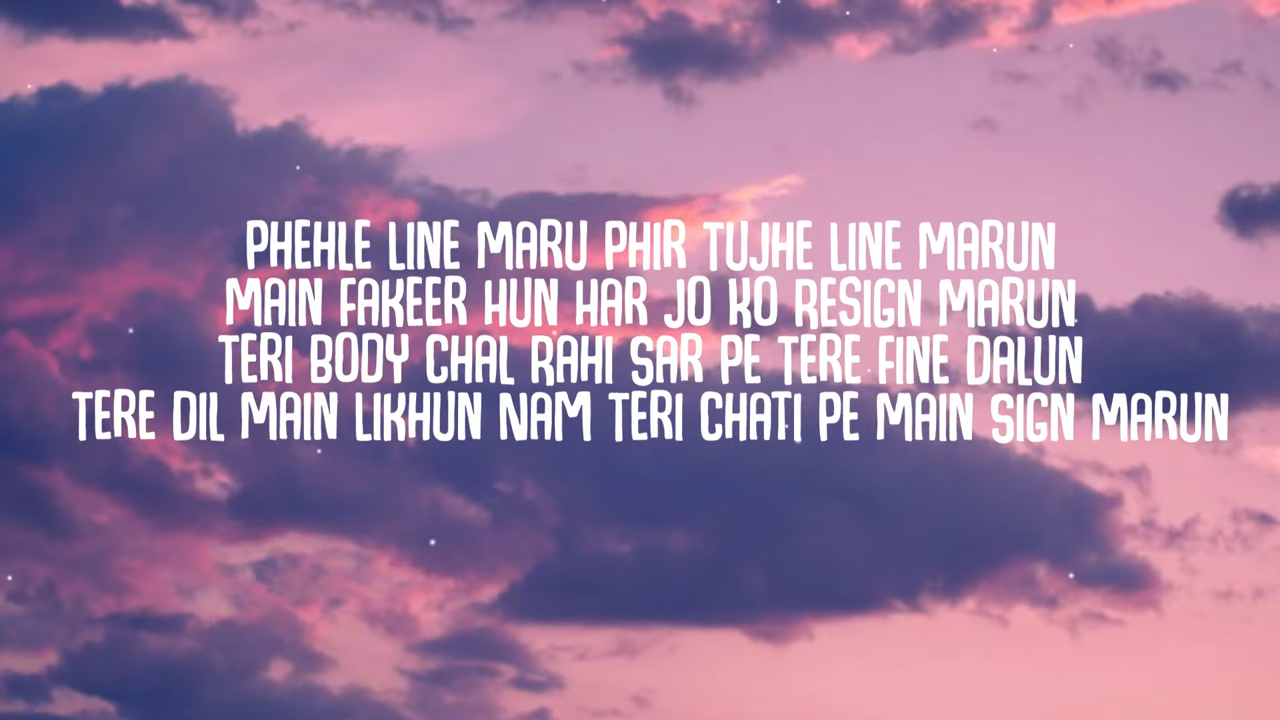 PHEHLE LINE MARU PHIR TUJHE LINE MARUN
MAIN FAKEER HUN HAR JO KO RESIGN MARUN
TERI BODY CHAL RAHI SAR PE TERE FINE DALUN
TERE DIL MAIN LIKHUN NAM TERI CHATI PE MAIN SIGN MARUN